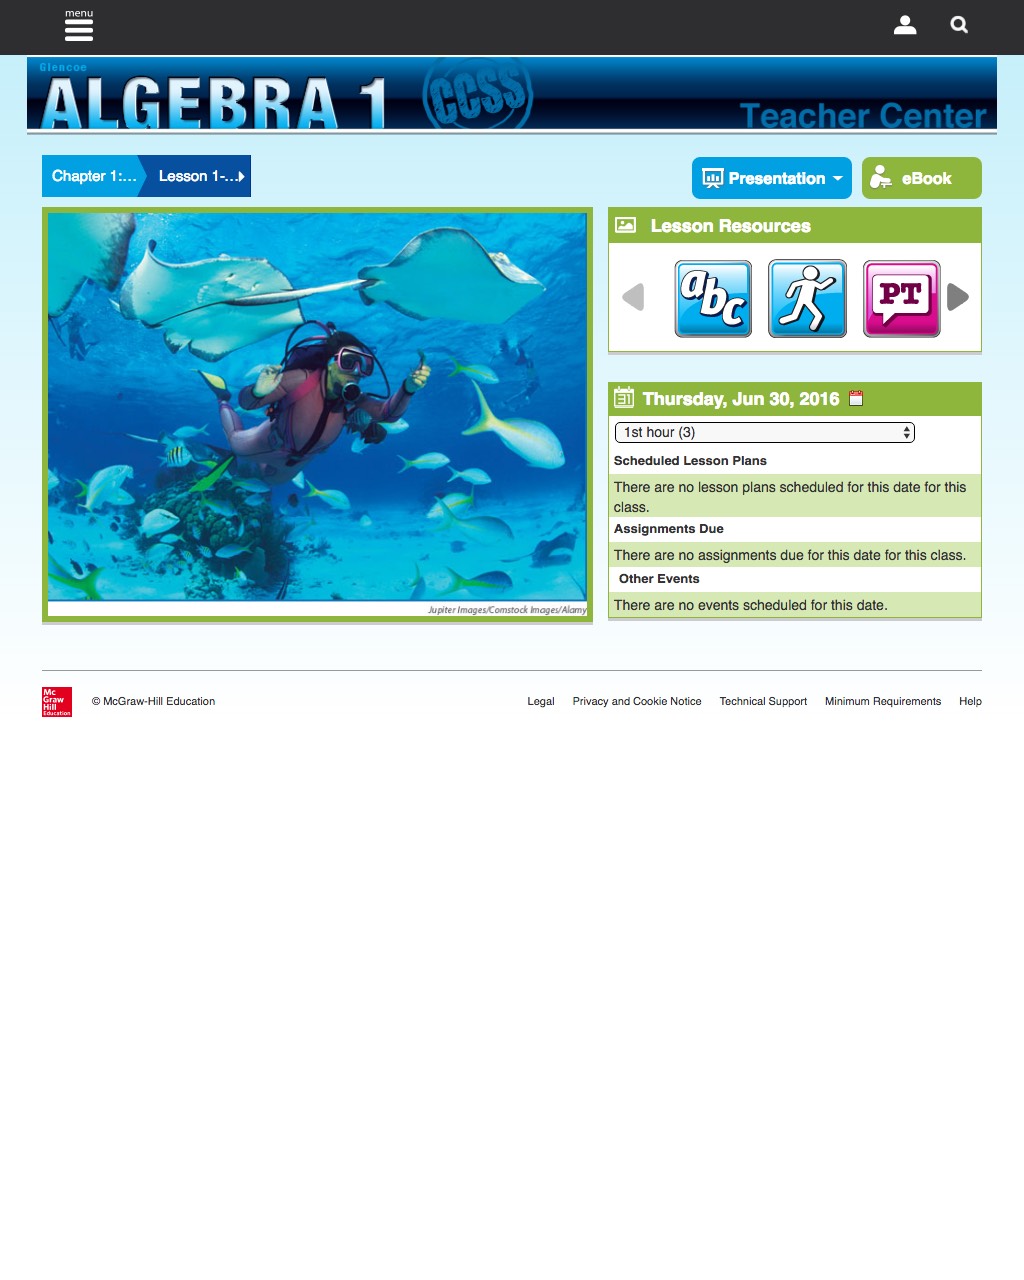 menu
Glencoe
ALGEBRA 1
CCSS
Teacher Center
Chapter 1:...
Lesson 1-...
Presentation
eBook
Lesson Resources
abc
PT
31
Thursday, Jun 30, 2016
1st hour (3)
Scheduled Lesson Plans
There are no lesson plans scheduled for this date for this
class.
Assignments Due
There are no assignments due for this date for this class.
Other Events
There are no events scheduled for this date.
Jupiter Images/Comstock Images/Alamy
Mc
Graw
Hill
Education
© McGraw-Hill Education
Legal
Privacy and Cookie Notice
Technical Support
Minimum Requirements
Help